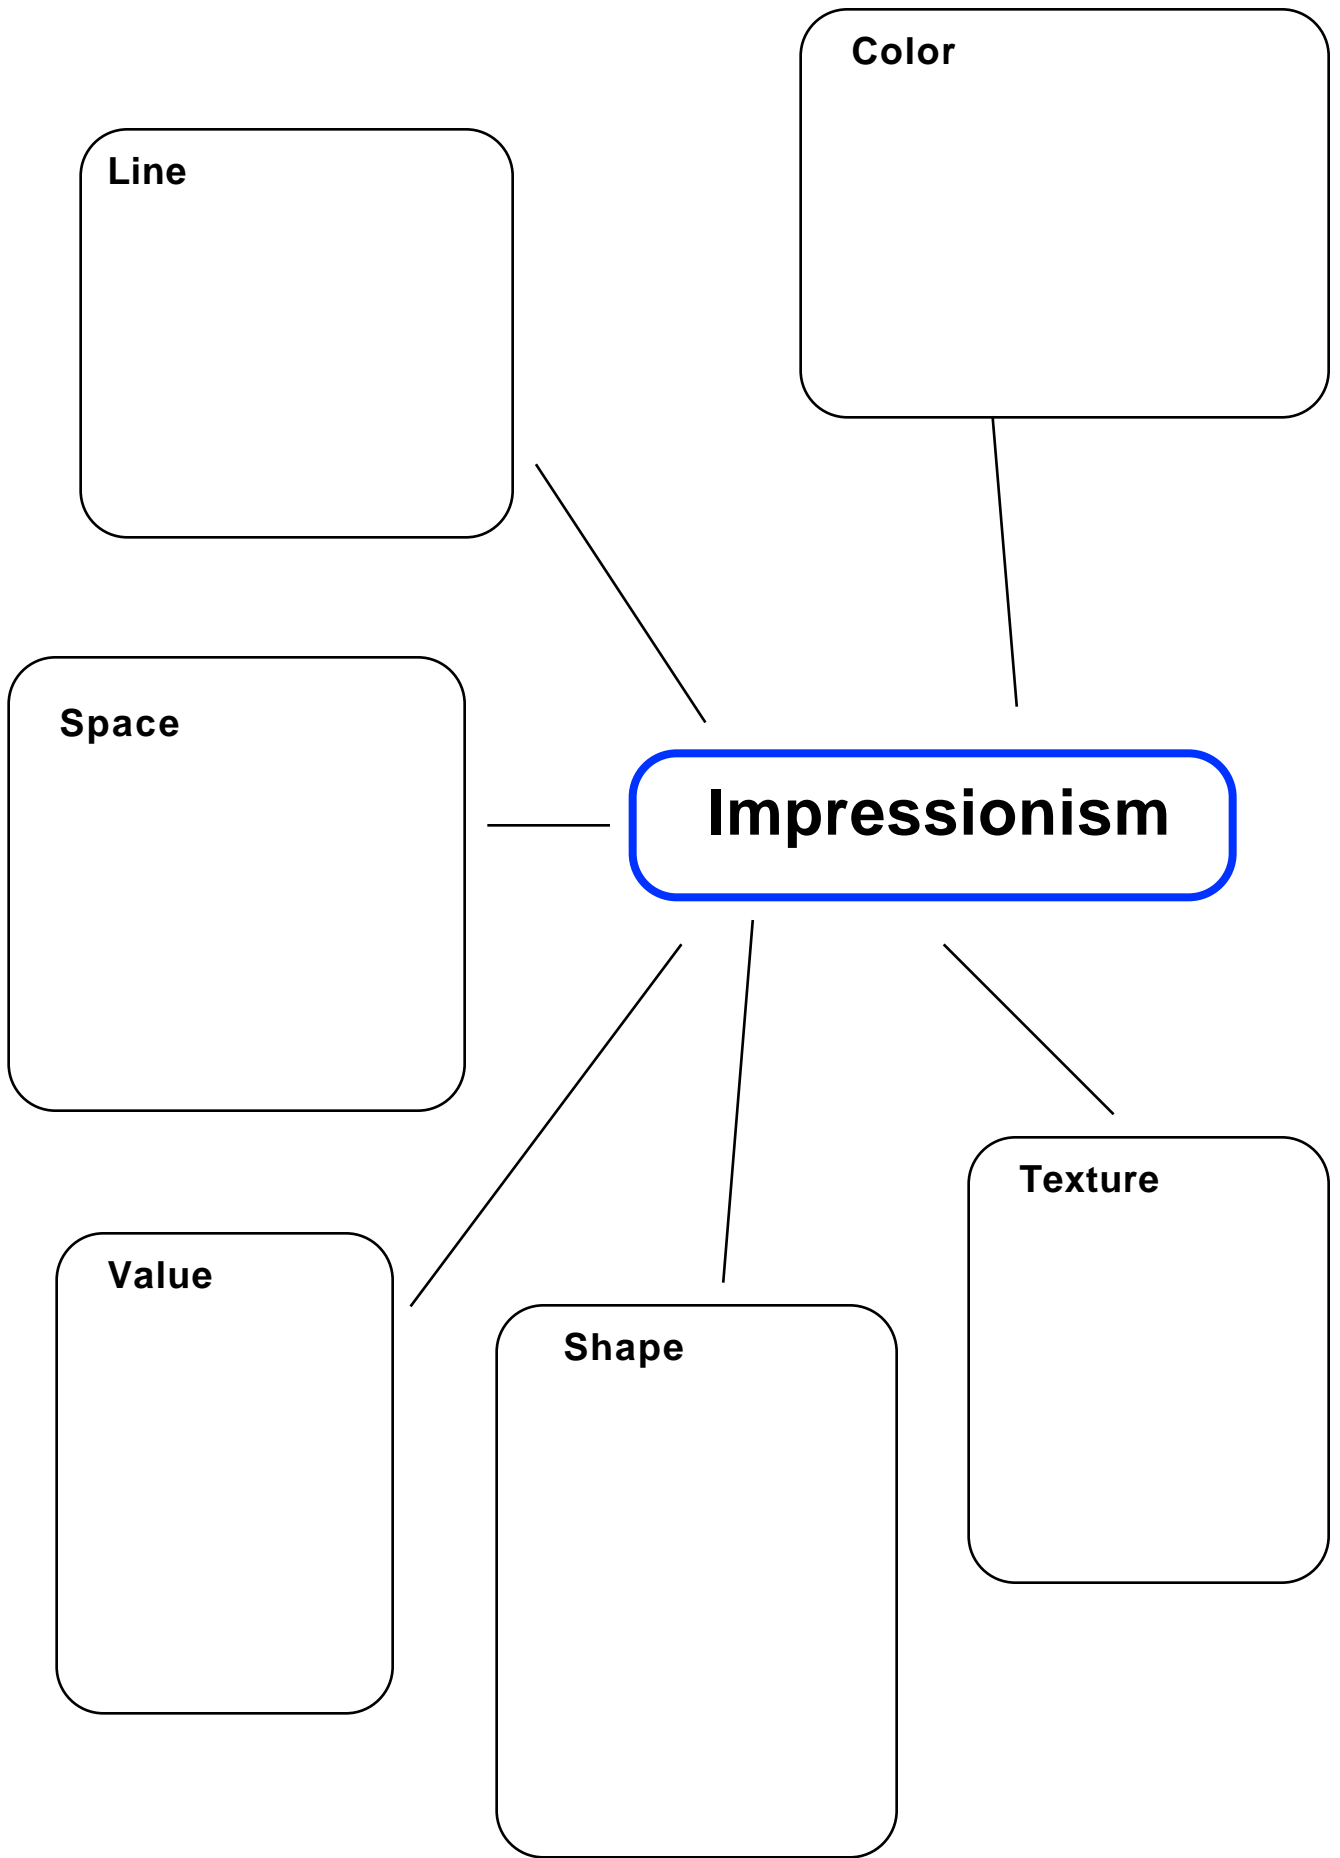 Color
Line
Space
Impressionism
Texture
Value
Shape